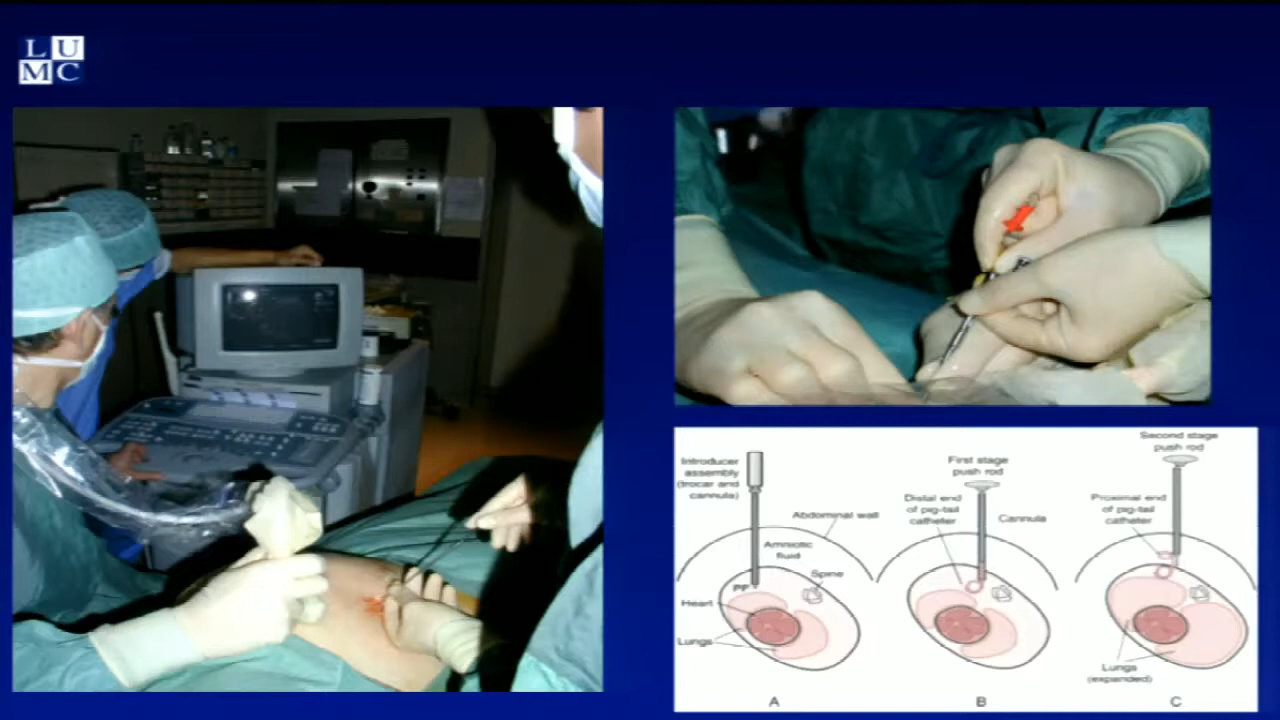 LU
MC
Introducer
assembly
(trocar and
cannula)
Abdominal wall
Amniotic
fluid
Spine
PF
Heart
Lungs
A
First stage
push rod
Distal end
of pig-tail
catheter
Cannula
B
Second stage
push rod
Proximal end
of pig-tail
catheter
Lungs
(expanded)
C